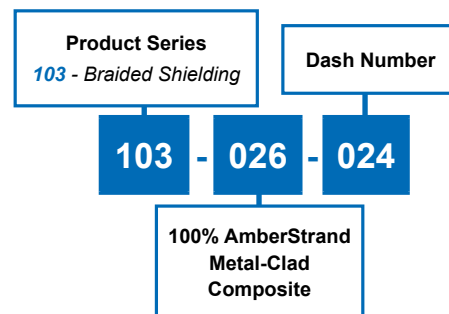 Product Series
103 - Braided Shielding
Dash Number
103 - 026 - 024
100% AmberStrand
Metal-Clad
Composite